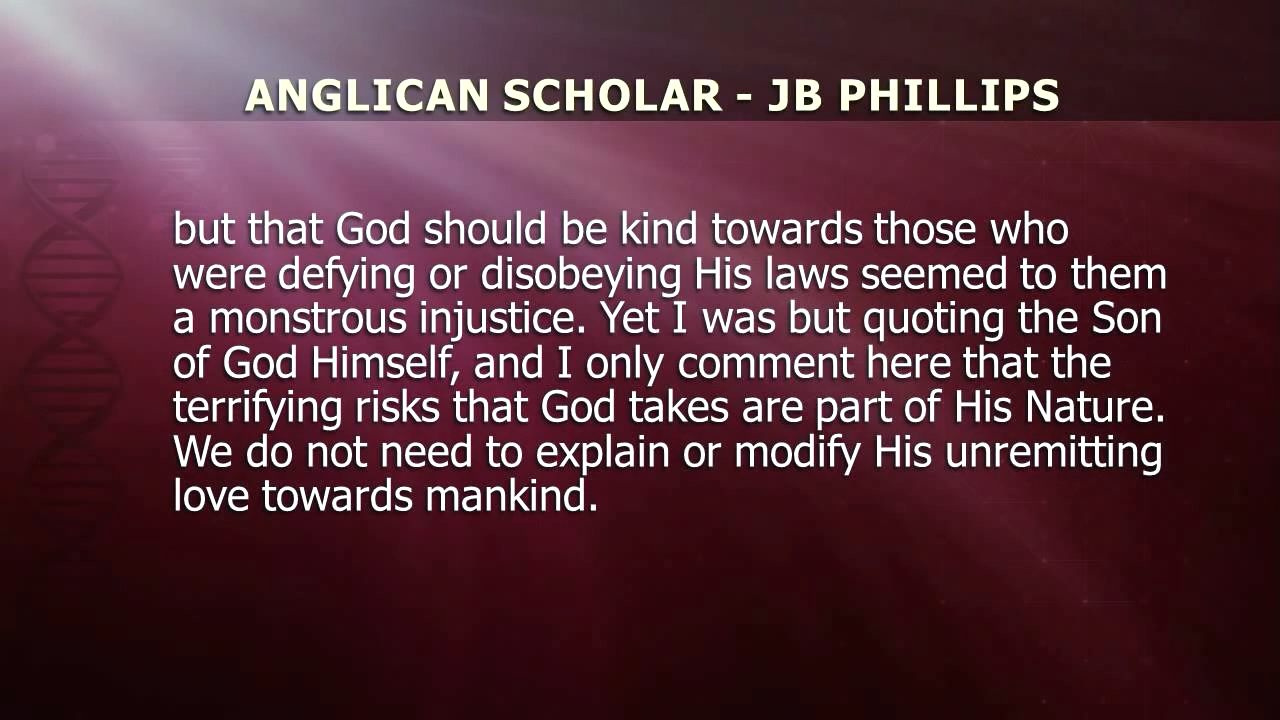 ANGLICAN SCHOLAR - JB PHILLIPS
but that God should be kind towards those who
were defying or disobeying His laws seemed to them
a monstrous injustice. Yet I was but quoting the Son
of God Himself, and I only comment here that the
terrifying risks that God takes are part of His Nature.
We do not need to explain or modify His unremitting
love towards mankind.